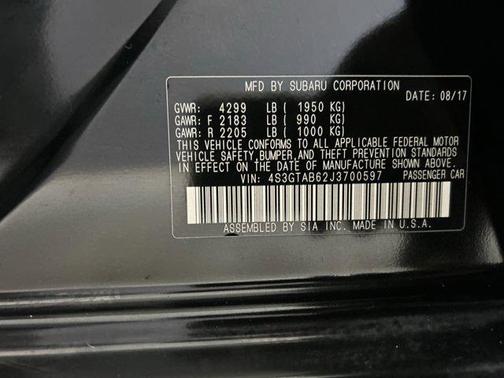 MFD BY SUBARU CORPORATION
DATE: 08/17
GVWR: 4299 LB ( 1950 KG)
GAWR: F 2183 LB ( 990 KG)
GAWR: R 2205 LB ( 1000 KG)
THIS VEHICLE CONFORMS TO ALL APPLICABLE FEDERAL MOTOR
VEHICLE SAFETY, BUMPER, AND THEFT PREVENTION STANDARDS
IN EFFECT ON THE DATE OF MANUFACTURE SHOWN ABOVE.
VIN: 4S3GTAB62J3700597 PASSENGER CAR
ASSEMBLED BY SIA INC. MADE IN U.S.A.